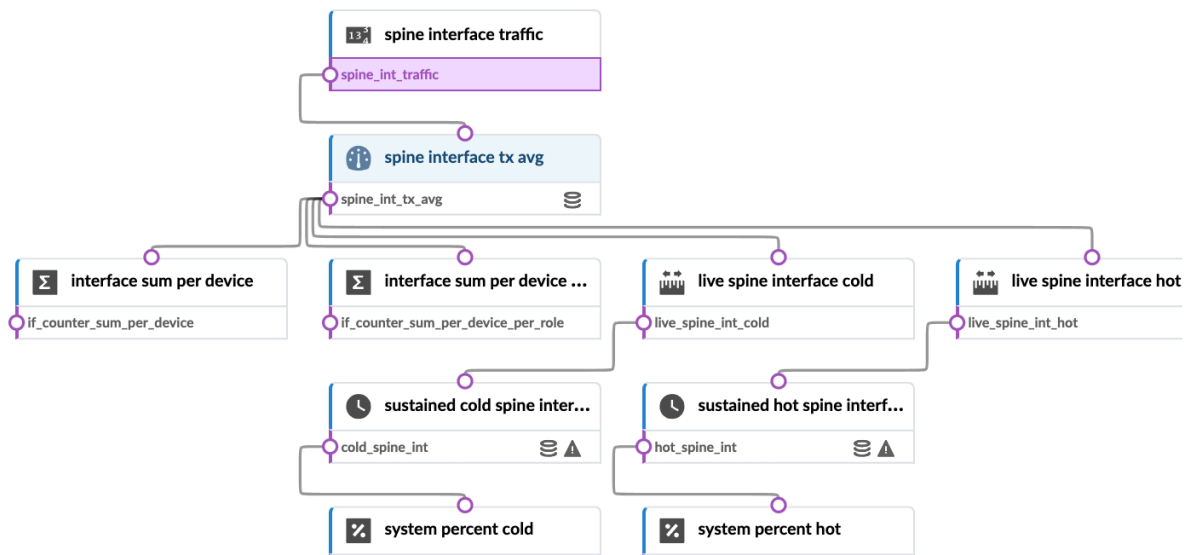 spine interface traffic
spine_int_traffic
spine interface tx avg
spine_int_tx_avg
interface sum per device
if_counter_sum_per_device
interface sum per device ...
if_counter_sum_per_device_per_role
live spine interface cold
live_spine_int_cold
live spine interface hot
live_spine_int_hot
sustained cold spine inter...
cold_spine_int
sustained hot spine interf...
hot_spine_int
system percent cold
system percent hot